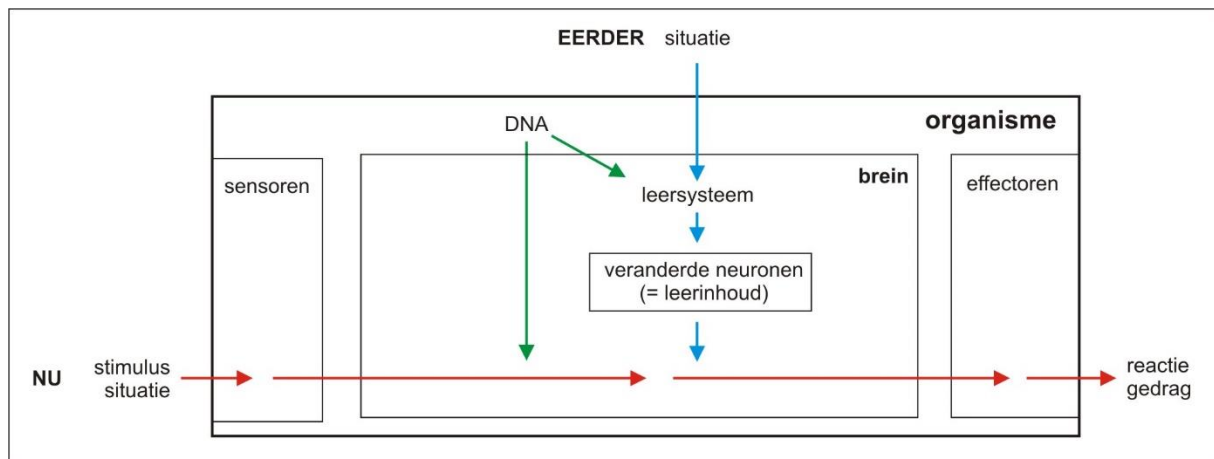 EERDER situatie
organisme
DNA
sensoren
brein
effectoren
leersysteem
veranderde neuronen
(= leerinhoud)
NU stimulus
situatie
reactie
gedrag